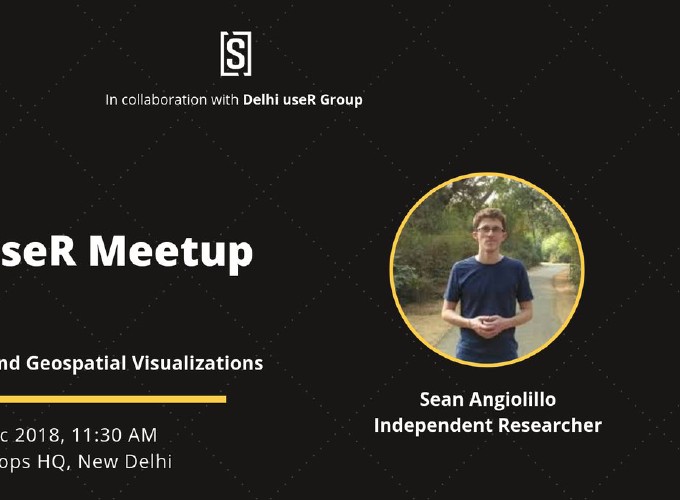 [S]
In collaboration with Delhi useR Group
seR Meetup
nd Geospatial Visualizations
c 2018, 11:30 AM
ops HQ, New Delhi
Sean Angiolillo
Independent Researcher